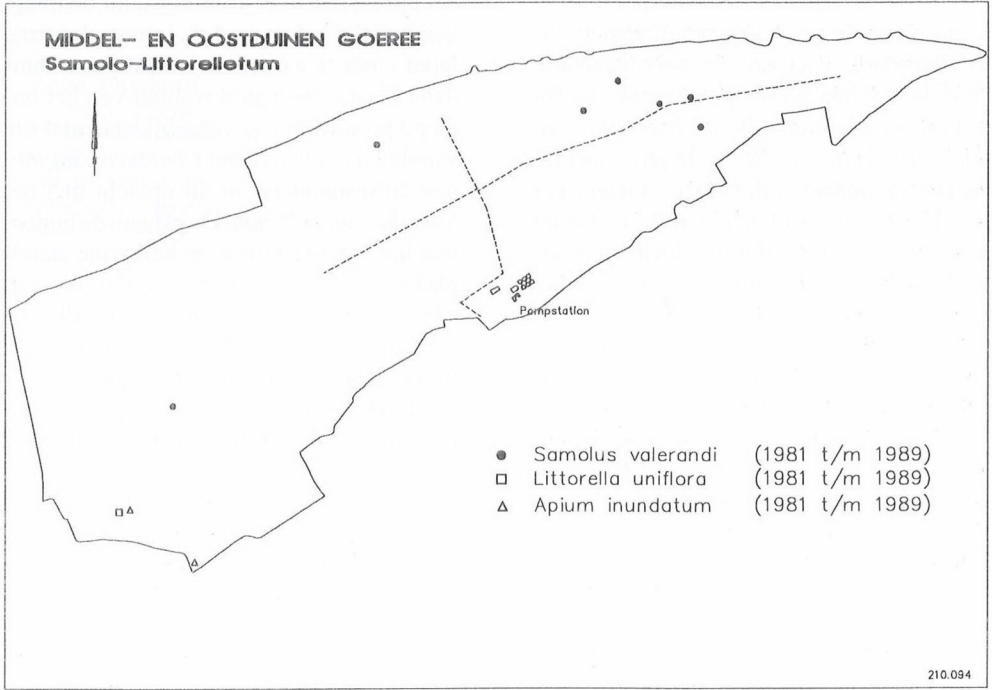 MIDDEL- EN OOSTDUINEN GOEREE
Samolo-Littorelletum
Pompstation
Samolus valerandi (1981 t/m 1989)
Littorella uniflora (1981 t/m 1989)
Apium inundatum (1981 t/m 1989)
210.094